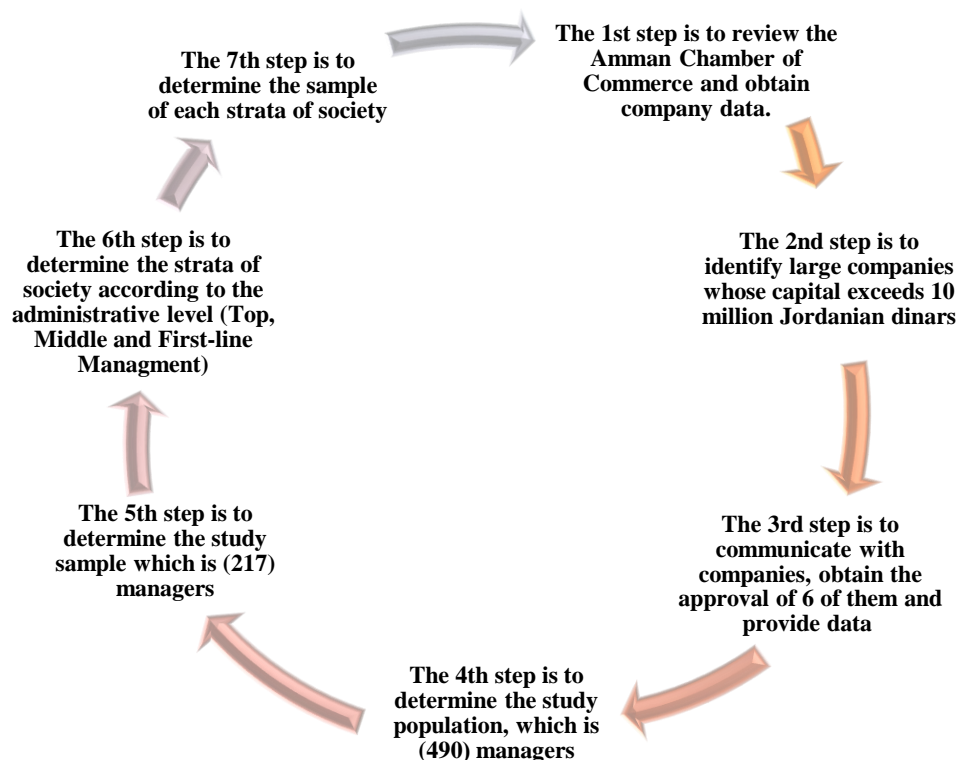 The 1st step is to review the
Amman Chamber of
Commerce and obtain
company data.
The 2nd step is to
identify large companies
whose capital exceeds 10
million Jordanian dinars
The 3rd step is to
communicate with
companies, obtain the
approval of 6 of them and
provide data
The 4th step is to
determine the study
population, which is
(490) managers
The 5th step is to
determine the study
sample which is (217)
managers
The 6th step is to
determine the strata of
society according to the
administrative level (Top,
Middle and First-line
Managment)
The 7th step is to
determine the sample
of each strata of society